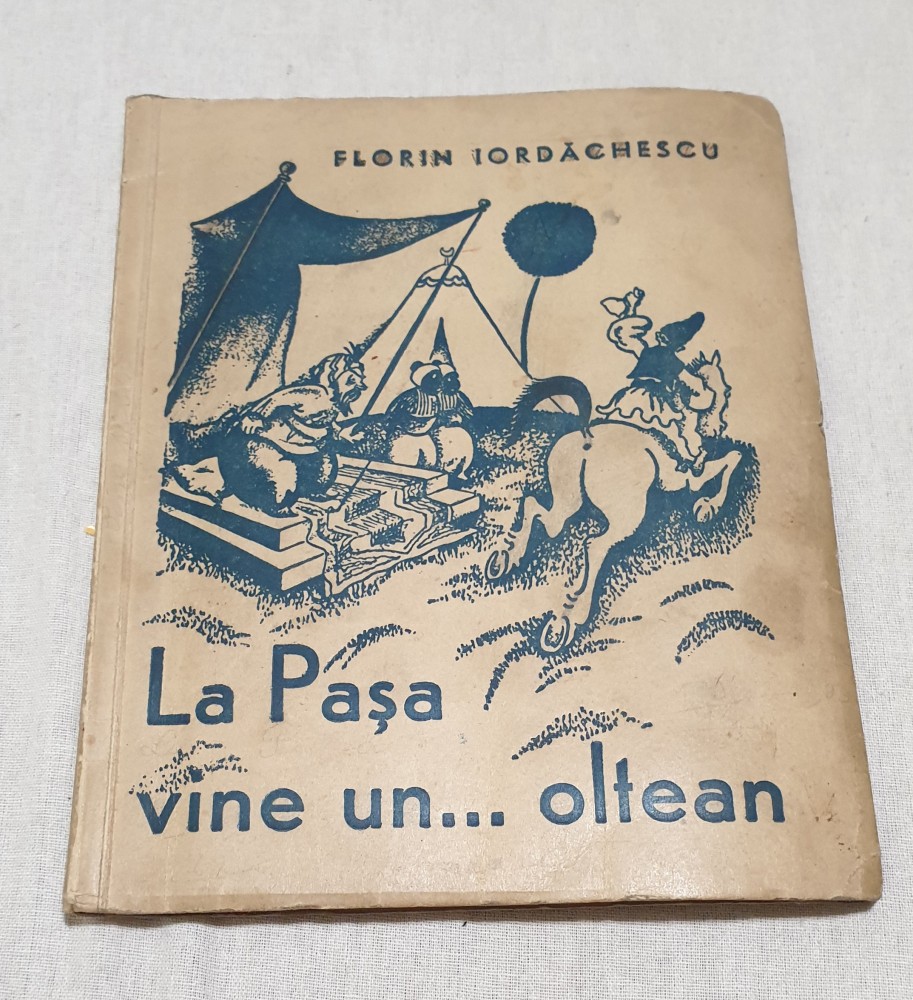 FLORIN IORDĂCHESCU
La Pașa
vine un... oltean